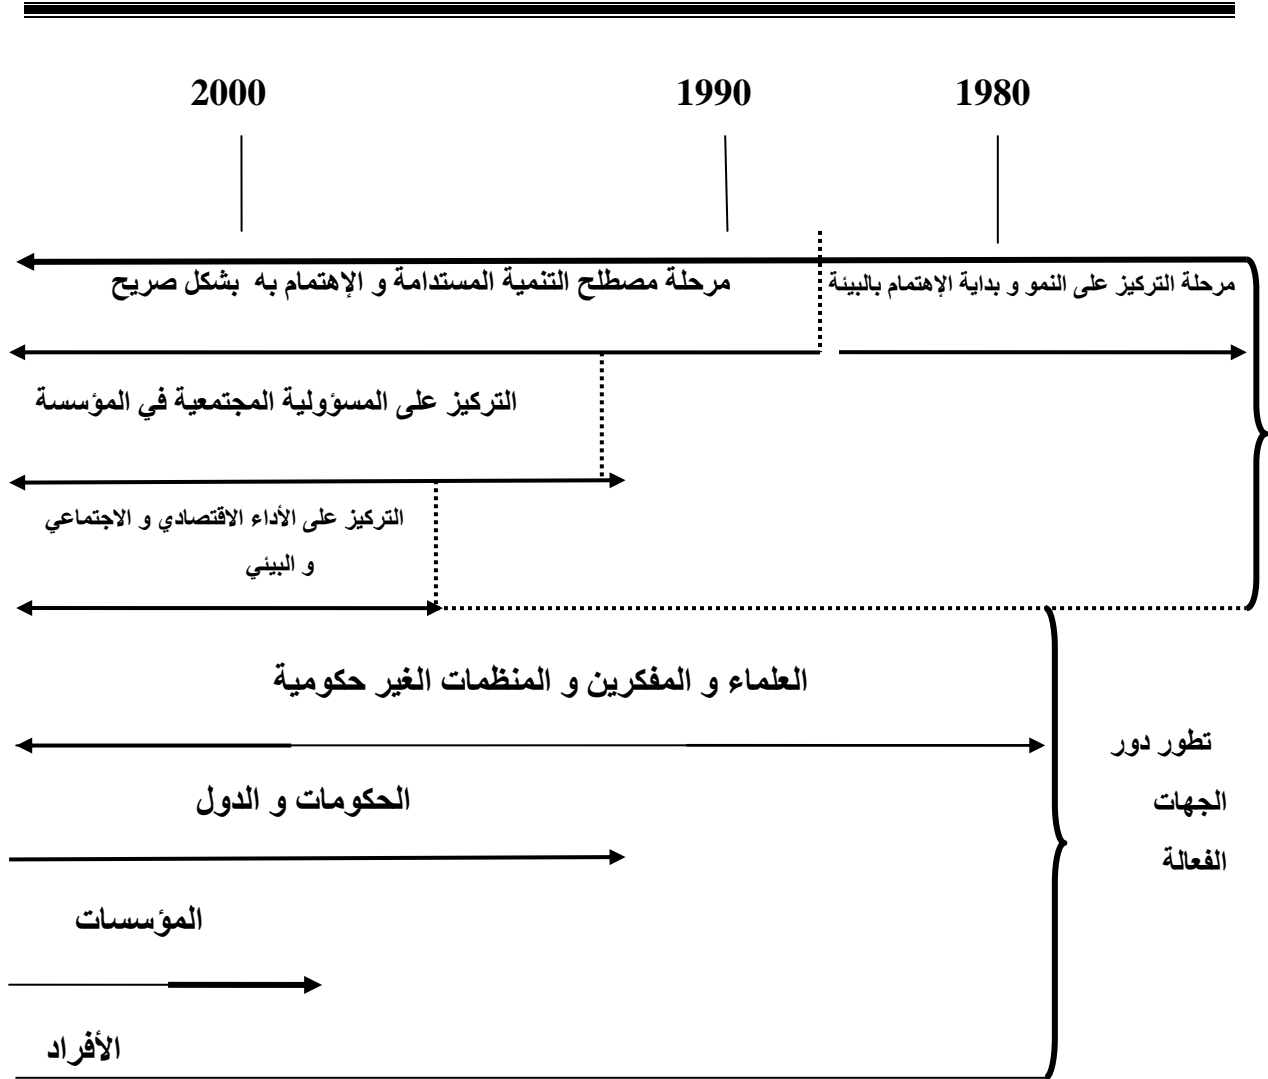 1980
1990
2000
مرحلة التركيز على النمو و بداية الإهتمام بالبيئة
مرحلة مصطلح التنمية المستدامة و الإهتمام به بشكل صريح
التركيز على المسؤولية المجتمعية في المؤسسة
التركيز على الأداء الاقتصادي و الاجتماعي
و البيئي
العلماء و المفكرين و المنظمات الغير حكومية
تطور دور
الجهات
الفعالة
الحكومات و الدول
المؤسسات
الأفراد